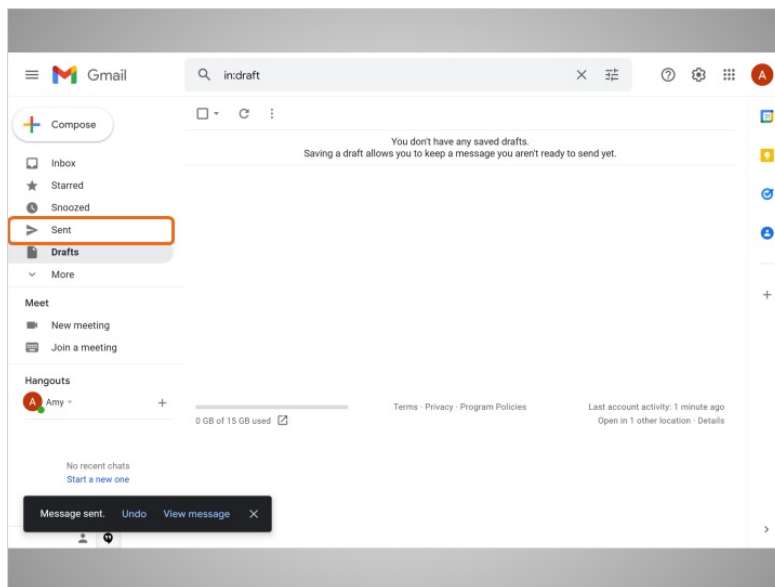 Gmail
in:draft
A
Compose
You don't have any saved drafts.
Saving a draft allows you to keep a message you aren't ready to send yet.
Inbox
Starred
Snoozed
Sent
Drafts
More
Meet
New meeting
Join a meeting
Hangouts
A Amy
0 GB of 15 GB used
Terms · Privacy · Program Policies
Last account activity: 1 minute ago
Open in 1 other location · Details
No recent chats
Start a new one
Message sent. Undo View message